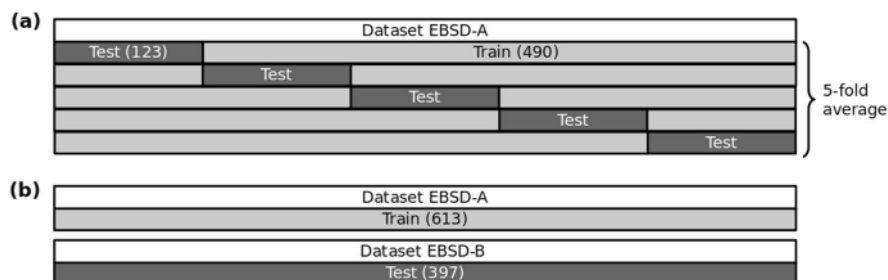 (a)
Dataset EBSD-A
Test (123) Train (490)
Test
Test
Test
Test
5-fold
average
(b)
Dataset EBSD-A
Train (613)
Dataset EBSD-B
Test (397)